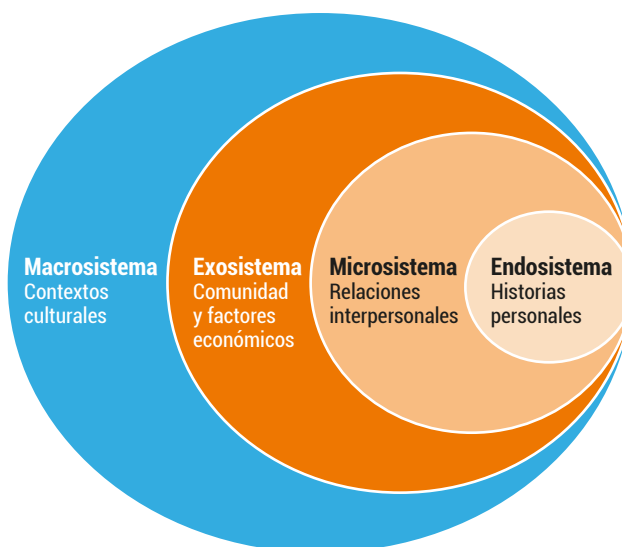 Macrosistema
Contextos
culturales
Exosistema
Comunidad
y factores
económicos
Microsistema
Relaciones
interpersonales
Endosistema
Historias
personales